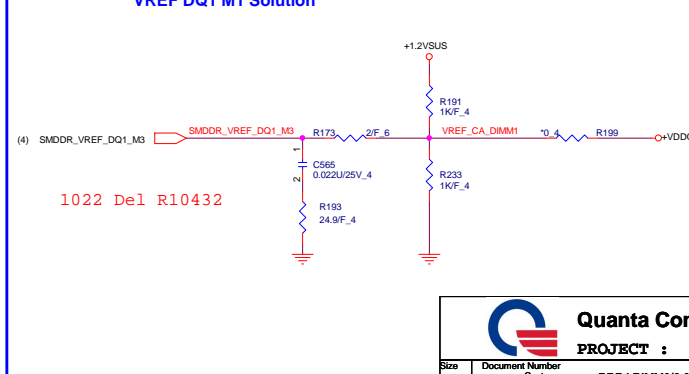 VREF DQ1 M1 Solution
+1.2VSUS
R191
1K/F_4
(4) SMDDR_VREF_DQ1_M3
SMDDR_VREF_DQ1_M3
R173
2/F_6
VREF_CA_DIMM1
*0_4
R199
1
C565
0.022U/25V_4
2
R233
1K/F_4
1022 Del R10432
R193
24.9/F_4
PROJECT :
Quanta
Size
Document Number